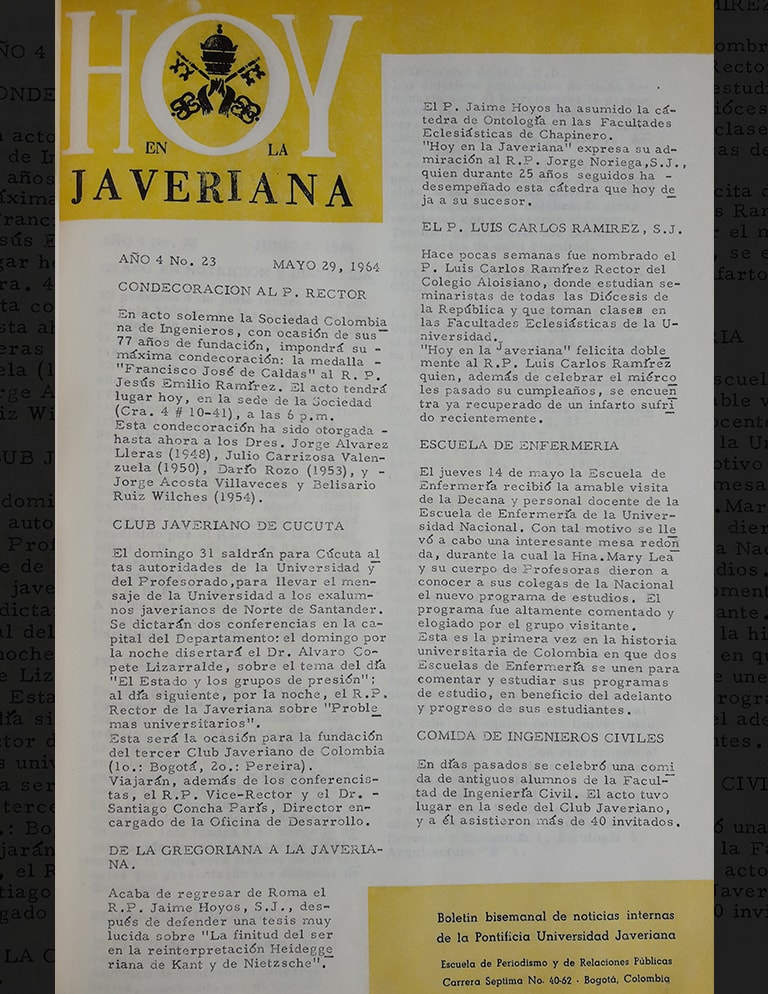 HOY
EN LA
JAVERIANA
AÑO 4 No. 23 MAYO 29, 1964
CONDECORACION AL P. RECTOR
En acto solemne la Sociedad Colombia
na de Ingenieros, con ocasión de sus
77 años de fundación, impondrá su -
máxima condecoración: la medalla -
"Francisco José de Caldas" al R. P.
Jesús Emilio Ramírez. El acto tendrá
lugar hoy, en la sede de la Sociedad
(Cra. 4 # 10-41), a las 6 p.m.
Esta condecoración ha sido otorgada -
hasta ahora a los Dres. Jorge Alvarez
Lleras (1948), Julio Carrizosa Valen-
zuela (1950), Darío Rozo (1953), y -
Jorge Acosta Villaveces y Belisario
Ruiz Wilches (1954).
CLUB JAVERIANO DE CUCUTA
El domingo 31 saldrán para Cúcuta al
tas autoridades de la Universidad y
del Profesorado,para llevar el men-
saje de la Universidad a los exalum-
nos javerianos de Norte de Santander.
Se dictarán dos conferencias en la ca-
pital del Departamento: el domingo por
la noche disertará el Dr. Alvaro Co-
pete Lizarralde, sobre el tema del día
"El Estado y los grupos de presión";
al día siguiente, por la noche, el R.P.
Rector de la Javeriana sobre "Proble
mas universitarios".
Esta será la ocasión para la fundación
del tercer Club Javeriano de Colombia
(1o.: Bogotá, 2o.: Pereira).
Viajarán, además de los conferencis-
tas, el R.P. Vice-Rector y el Dr. -
Santiago Concha París, Director en-
cargado de la Oficina de Desarrollo.
DE LA GREGORIANA A LA JAVERIA-
NA.
Acaba de regresar de Roma el
R.P. Jaime Hoyos, S.J., des-
pués de defender una tesis muy
lucida sobre "La finitud del ser
en la reinterpretación Heidegge
riana de Kant y de Nietzsche".
El P. Jaime Hoyos ha asumido la cá-
tedra de Ontología en las Facultades
Eclesiásticas de Chapinero.
"Hoy en la Javeriana" expresa su ad-
miración al R.P. Jorge Noriega,S.J.,
quien durante 25 años seguidos ha -
desempeñado esta cátedra que hoy de
ja a su sucesor.
EL P. LUIS CARLOS RAMIREZ, S.J.
Hace pocas semanas fue nombrado el
P. Luis Carlos Ramírez Rector del
Colegio Aloisiano, donde estudian se-
minaristas de todas las Diócesis de
la República y que toman clases en
las Facultades Eclesiásticas de la U-
niversidad.
"Hoy en la Javeriana" felicita doble
mente al R.P. Luis Carlos Ramírez
quien, además de celebrar el miérco
les pasado su cumpleaños, se encuen
tra ya recuperado de un infarto sufri
do recientemente.
ESCUELA DE ENFERMERIA
El jueves 14 de mayo la Escuela de
Enfermería recibió la amable visita
de la Decana y personal docente de la
Escuela de Enfermería de la Univer-
sidad Nacional. Con tal motivo se lle
vó a cabo una interesante mesa redon
da, durante la cual la Hna.Mary Lea
y su cuerpo de Profesoras dieron a
conocer a sus colegas de la Nacional
el nuevo programa de estudios. El
programa fue altamente comentado y
elogiado por el grupo visitante.
Esta es la primera vez en la historia
universitaria de Colombia en que dos
Escuelas de Enfermería se unen para
comentar y estudiar sus programas
de estudio, en beneficio del adelanto
y progreso de sus estudiantes.
COMIDA DE INGENIEROS CIVILES
En días pasados se celebró una comi
da de antiguos alumnos de la Facul-
tad de Ingeniería Civil. El acto tuvo
lugar en la sede del Club Javeriano,
y a él asistieron más de 40 invitados.
Boletin bisemanal de noticias internas
de la Pontificia Universidad Javeriana
Escuela de Periodismo y de Relaciones Públicas
Carrera Septima No. 40-62 - Bogotá, Colombia